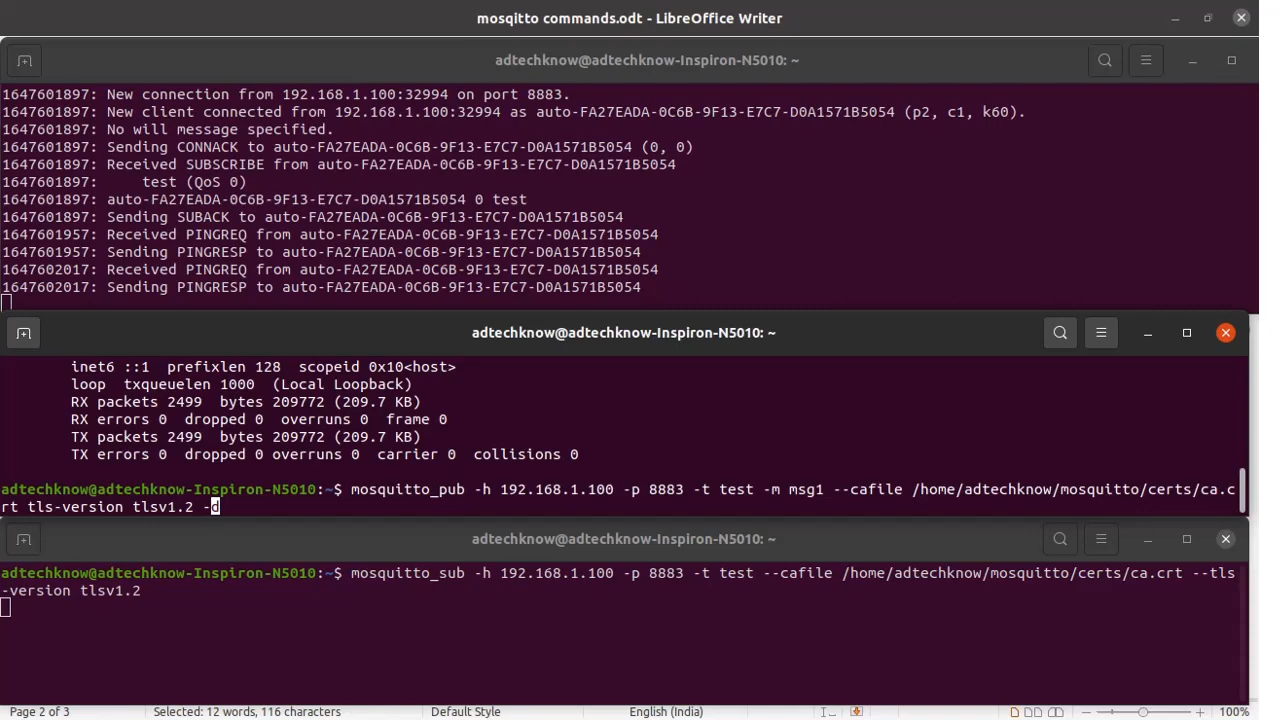 mosqitto commands.odt - LibreOffice Writer
adtechknow@adtechknow-Inspiron-N5010: ~
1647601897: New connection from 192.168.1.100:32994 on port 8883.
1647601897: New client connected from 192.168.1.100:32994 as auto-FA27EADA-0C6B-9F13-E7C7-D0A1571B5054 (p2, c1, k60).
1647601897: No will message specified.
1647601897: Sending CONNACK to auto-FA27EADA-0C6B-9F13-E7C7-D0A1571B5054 (0, 0)
1647601897: Received SUBSCRIBE from auto-FA27EADA-0C6B-9F13-E7C7-D0A1571B5054
1647601897:     test (QoS 0)
1647601897: auto-FA27EADA-0C6B-9F13-E7C7-D0A1571B5054 0 test
1647601897: Sending SUBACK to auto-FA27EADA-0C6B-9F13-E7C7-D0A1571B5054
1647601957: Received PINGREQ from auto-FA27EADA-0C6B-9F13-E7C7-D0A1571B5054
1647601957: Sending PINGRESP to auto-FA27EADA-0C6B-9F13-E7C7-D0A1571B5054
1647602017: Received PINGREQ from auto-FA27EADA-0C6B-9F13-E7C7-D0A1571B5054
1647602017: Sending PINGRESP to auto-FA27EADA-0C6B-9F13-E7C7-D0A1571B5054
adtechknow@adtechknow-Inspiron-N5010: ~
inet6 ::1  prefixlen 128  scopeid 0x10<host>
loop  txqueuelen 1000  (Local Loopback)
RX packets 2499  bytes 209772 (209.7 KB)
RX errors 0  dropped 0  overruns 0  frame 0
TX packets 2499  bytes 209772 (209.7 KB)
TX errors 0  dropped 0 overruns 0  carrier 0  collisions 0
adtechknow@adtechknow-Inspiron-N5010:~$ mosquitto_pub -h 192.168.1.100 -p 8883 -t test -m msg1 --cafile /home/adtechknow/mosquitto/certs/ca.c
rt tls-version tlsv1.2 -d
adtechknow@adtechknow-Inspiron-N5010: ~
adtechknow@adtechknow-Inspiron-N5010:~$ mosquitto_sub -h 192.168.1.100 -p 8883 -t test --cafile /home/adtechknow/mosquitto/certs/ca.crt --tls
-version tlsv1.2
Page 2 of 3 Selected: 12 words, 116 characters Default Style English (India) 100%